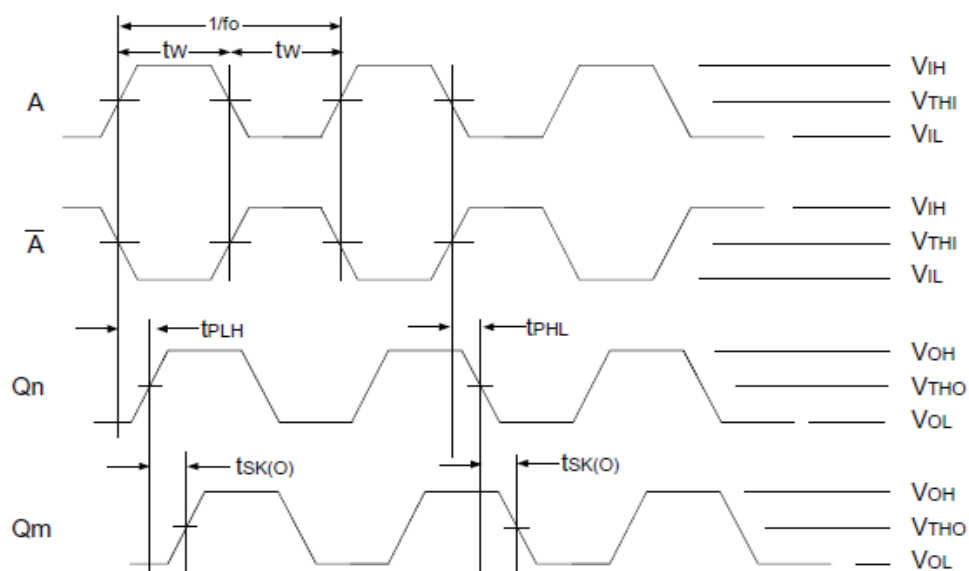 1/fo
tW tW
A VIH
VTHI
VIL
A VIH
VTHI
VIL
tPLH tPHL
Qn VOH
VTHO
VOL
tSK(O) tSK(O)
Qm VOH
VTHO
VOL